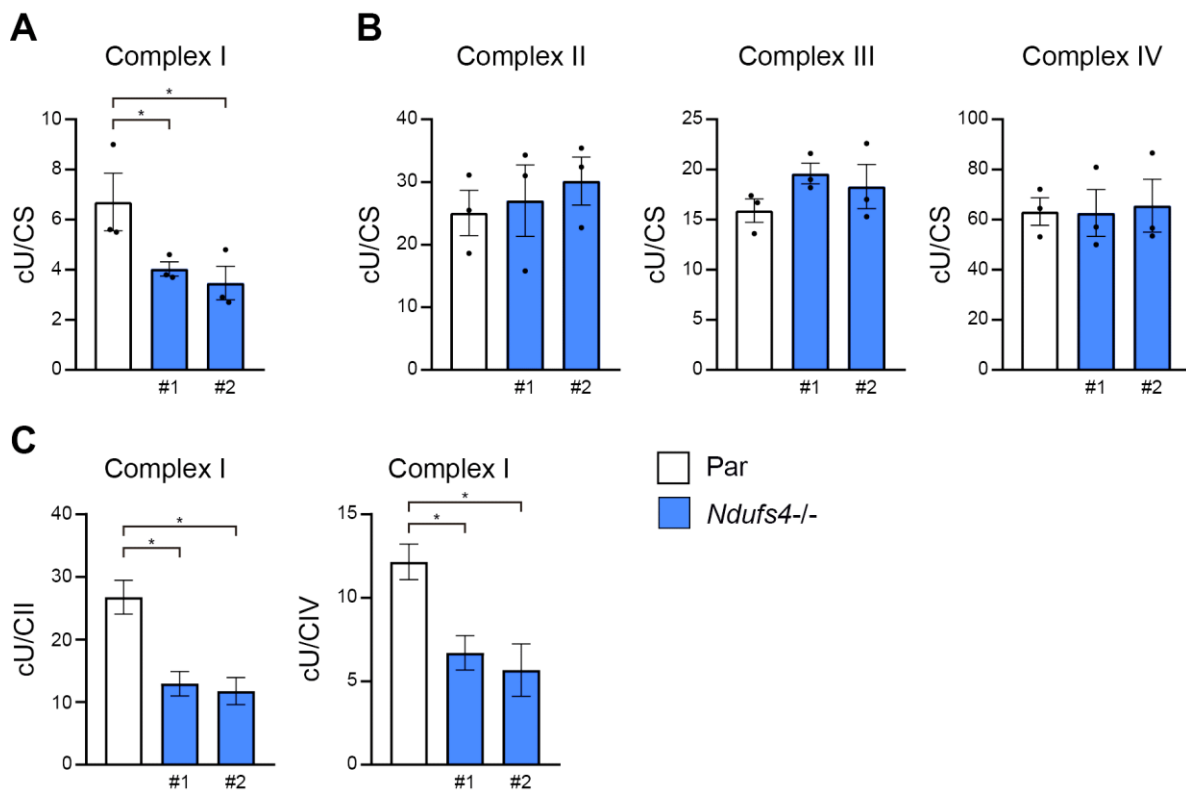 A
B
Complex I
Complex II
Complex III
Complex IV
* *
cU/CS
10
8
6
4
2
0
#1 #2
cU/CS
40
30
20
10
0
#1 #2
cU/CS
25
20
15
10
5
0
#1 #2
cU/CS
100
80
60
40
20
0
#1 #2
C
Complex I
* *
cU/CII
40
30
20
10
0
#1 #2
Complex I
* *
cU/CIV
15
10
5
0
#1 #2
Par
Ndufs4-/-